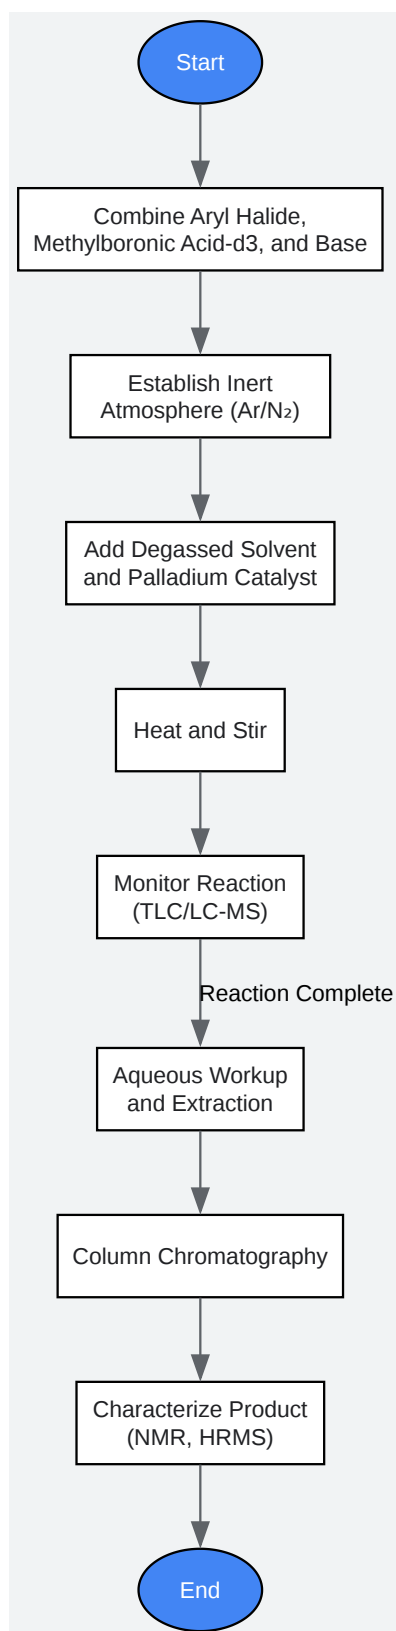 Start
Combine Aryl Halide,
Methylboronic Acid-d3, and Base
Establish Inert
Atmosphere (Ar/N₂)
Add Degassed Solvent
and Palladium Catalyst
Heat and Stir
Monitor Reaction
(TLC/LC-MS)
Reaction Complete
Aqueous Workup
and Extraction
Column Chromatography
Characterize Product
(NMR, HRMS)
End